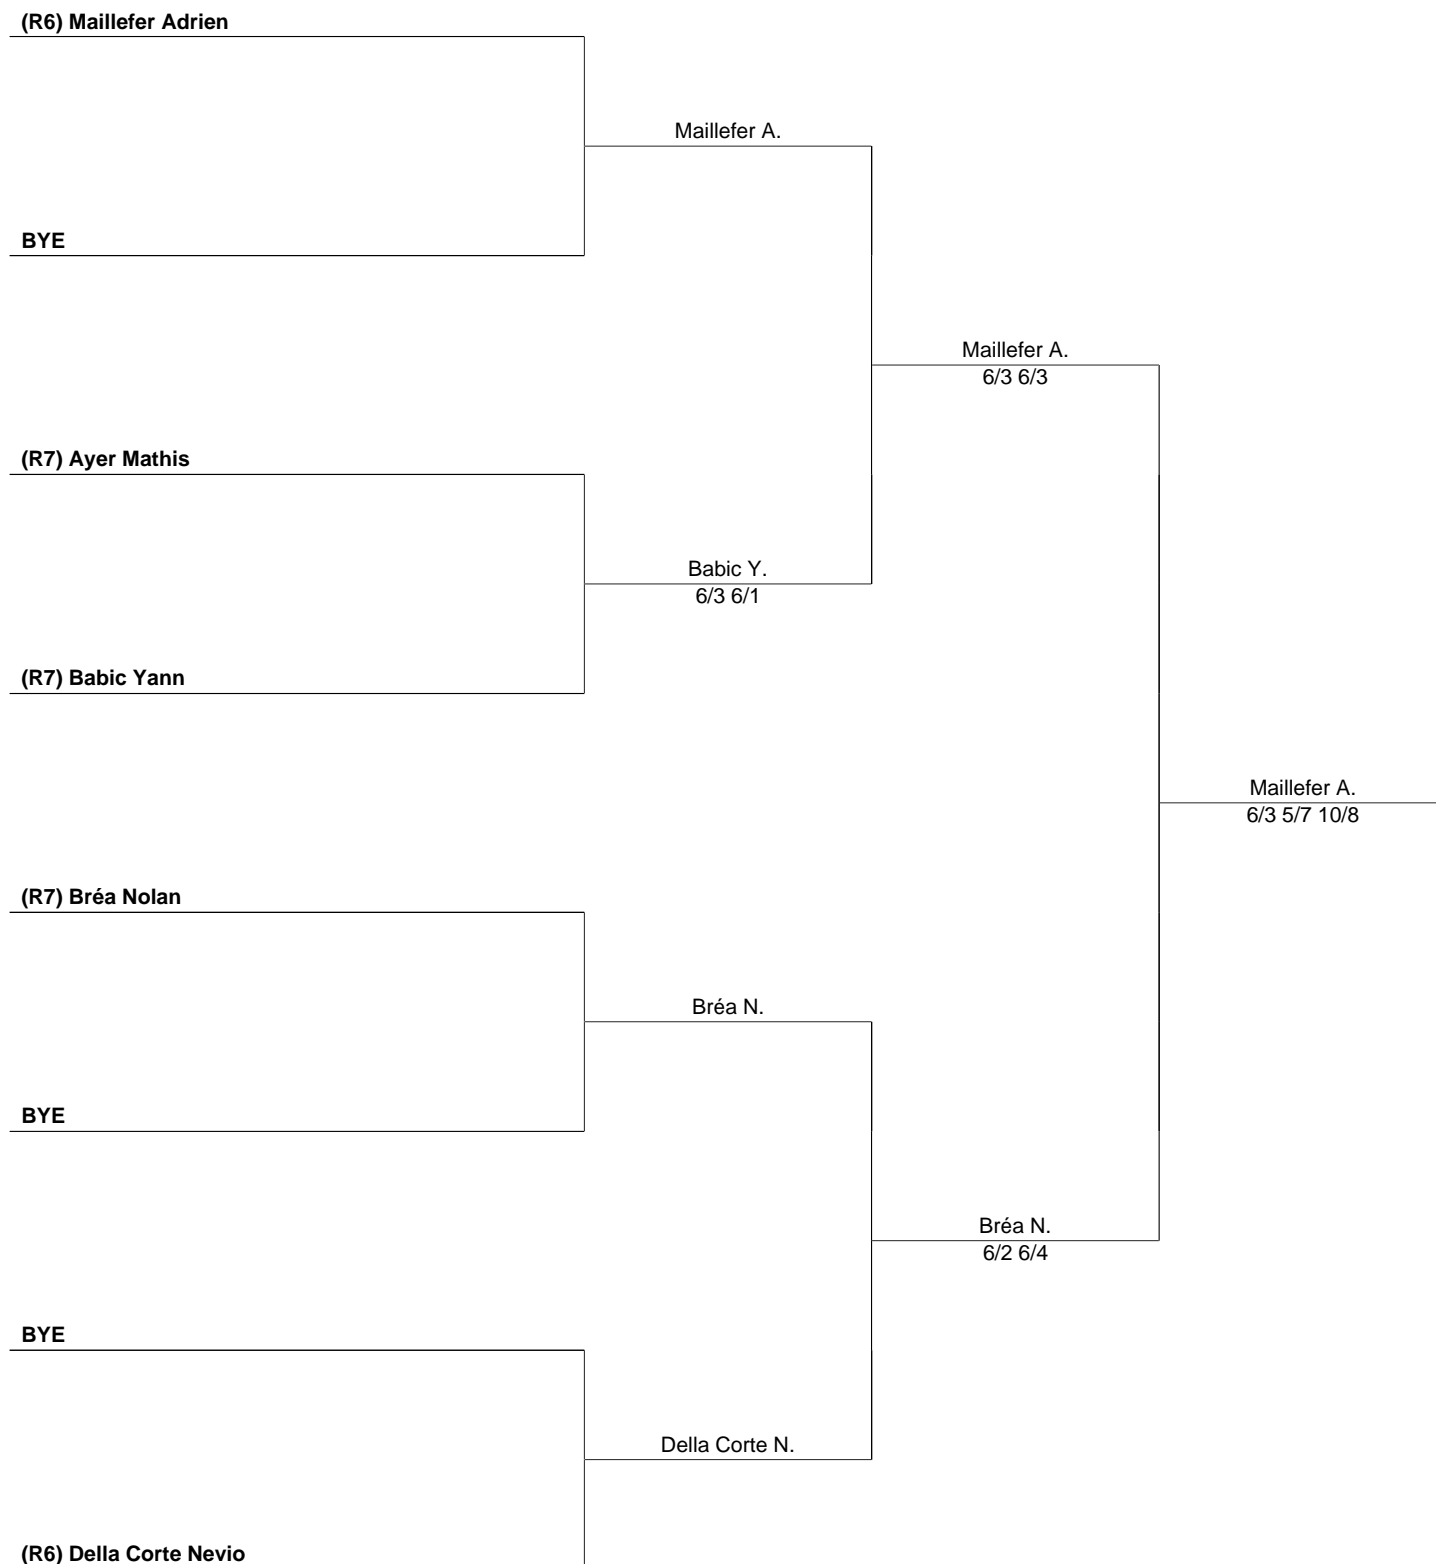 (R6) Maillefer Adrien
Maillefer A.
BYE
Maillefer A.
6/3 6/3
(R7) Ayer Mathis
Babic Y.
6/3 6/1
(R7) Babic Yann
Maillefer A.
6/3 5/7 10/8
(R7) Bréa Nolan
Bréa N.
BYE
Bréa N.
6/2 6/4
BYE
Della Corte N.
(R6) Della Corte Nevio